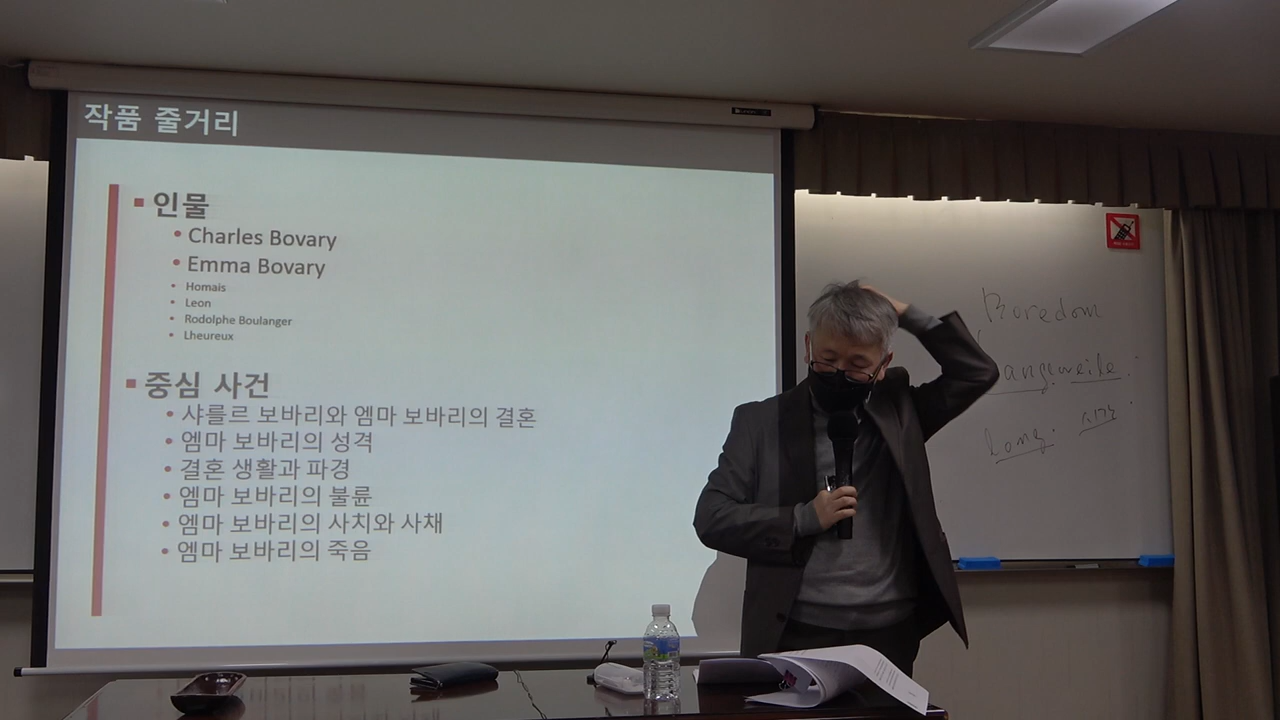 작품 줄거리
인물
Charles Bovary
Emma Bovary
Homais
Leon
Rodolphe Boulanger
Lheureux
중심 사건
샤를르 보바리와 엠마 보바리의 결혼
엠마 보바리의 성격
결혼 생활과 파경
엠마 보바리의 불륜
엠마 보바리의 사치와 사채
엠마 보바리의 죽음
Boredom
angeweile
long. 시간